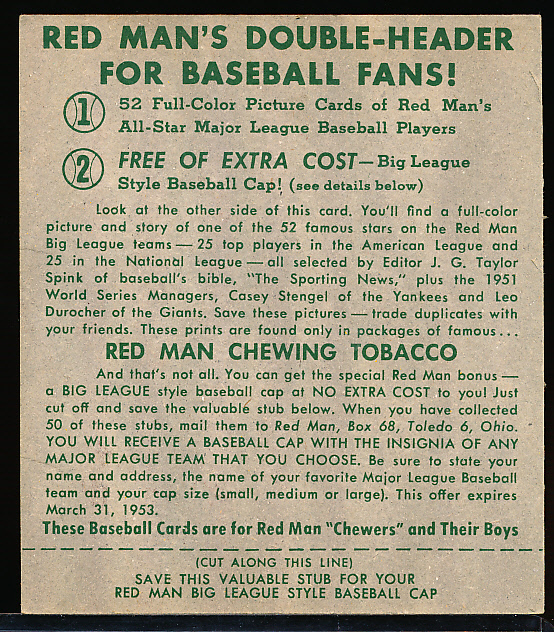 RED MAN'S DOUBLE-HEADER
FOR BASEBALL FANS!
1 52 Full-Color Picture Cards of Red Man's
All-Star Major League Baseball Players
2 FREE OF EXTRA COST—Big League
Style Baseball Cap! (see details below)
Look at the other side of this card. You'll find a full-color
picture and story of one of the 52 famous stars on the Red Man
Big League teams — 25 top players in the American League and
25 in the National League — all selected by Editor J. G. Taylor
Spink of baseball's bible, "The Sporting News," plus the 1951
World Series Managers, Casey Stengel of the Yankees and Leo
Durocher of the Giants. Save these pictures — trade duplicates with
your friends. These prints are found only in packages of famous . . .
RED MAN CHEWING TOBACCO
And that's not all. You can get the special Red Man bonus —
a BIG LEAGUE style baseball cap at NO EXTRA COST to you! Just
cut off and save the valuable stub below. When you have collected
50 of these stubs, mail them to Red Man, Box 68, Toledo 6, Ohio.
YOU WILL RECEIVE A BASEBALL CAP WITH THE INSIGNIA OF ANY
MAJOR LEAGUE TEAM THAT YOU CHOOSE. Be sure to state your
name and address, the name of your favorite Major League Baseball
team and your cap size (small, medium or large). This offer expires
March 31, 1953.
These Baseball Cards are for Red Man "Chewers" and Their Boys
(CUT ALONG THIS LINE)
SAVE THIS VALUABLE STUB FOR YOUR
RED MAN BIG LEAGUE STYLE BASEBALL CAP